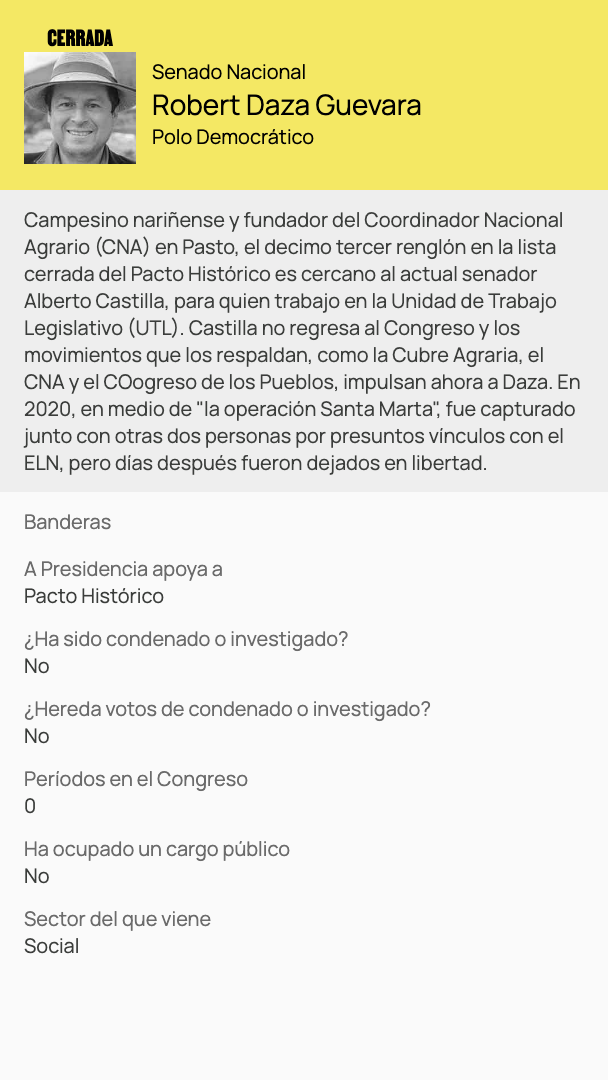 CERRADA
Senado Nacional
Robert Daza Guevara
Polo Democrático
Campesino nariñense y fundador del Coordinador Nacional
Agrario (CNA) en Pasto, el decimo tercer renglón en la lista
cerrada del Pacto Histórico es cercano al actual senador
Alberto Castilla, para quien trabajo en la Unidad de Trabajo
Legislativo (UTL). Castilla no regresa al Congreso y los
movimientos que los respaldan, como la Cubre Agraria, el
CNA y el COogreso de los Pueblos, impulsan ahora a Daza. En
2020, en medio de "la operación Santa Marta", fue capturado
junto con otras dos personas por presuntos vínculos con el
ELN, pero días después fueron dejados en libertad.
Banderas
A Presidencia apoya a
Pacto Histórico
¿Ha sido condenado o investigado?
No
¿Hereda votos de condenado o investigado?
No
Períodos en el Congreso
0
Ha ocupado un cargo público
No
Sector del que viene
Social